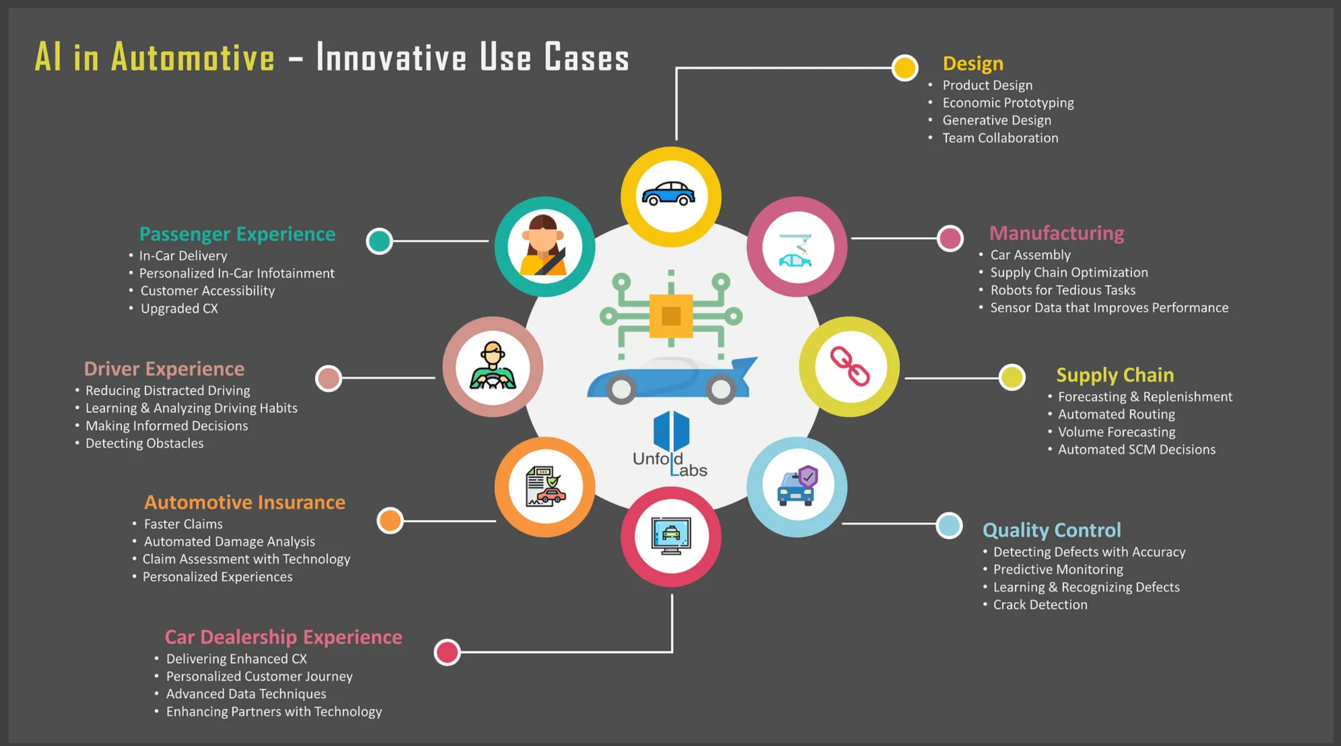 AI in Automotive – Innovative Use Cases
Design
• Product Design
• Economic Prototyping
• Generative Design
• Team Collaboration
Manufacturing
• Car Assembly
• Supply Chain Optimization
• Robots for Tedious Tasks
• Sensor Data that Improves Performance
Supply Chain
• Forecasting & Replenishment
• Automated Routing
• Volume Forecasting
• Automated SCM Decisions
Quality Control
• Detecting Defects with Accuracy
• Predictive Monitoring
• Learning & Recognizing Defects
• Crack Detection
Car Dealership Experience
• Delivering Enhanced CX
• Personalized Customer Journey
• Advanced Data Techniques
• Enhancing Partners with Technology
Automotive Insurance
• Faster Claims
• Automated Damage Analysis
• Claim Assessment with Technology
• Personalized Experiences
Driver Experience
• Reducing Distracted Driving
• Learning & Analyzing Driving Habits
• Making Informed Decisions
• Detecting Obstacles
Passenger Experience
• In-Car Delivery
• Personalized In-Car Infotainment
• Customer Accessibility
• Upgraded CX
Unfold
Labs